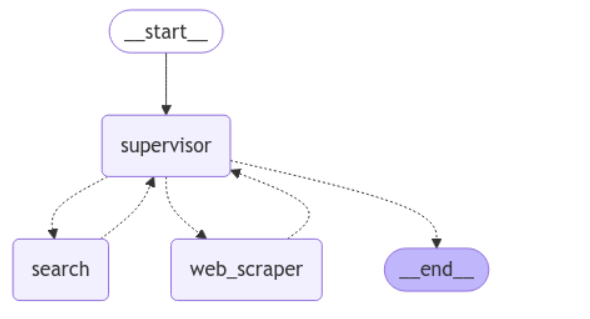 __start__
supervisor
search
web_scraper
__end__